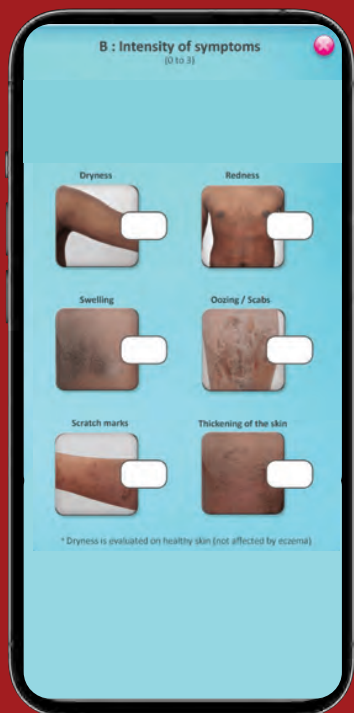 B : Intensity of symptoms
(0 to 3)
Dryness
Redness
Swelling
Oozing / Scabs
Scratch marks
Thickening of the skin
* Dryness is evaluated on healthy skin (not affected by eczema)